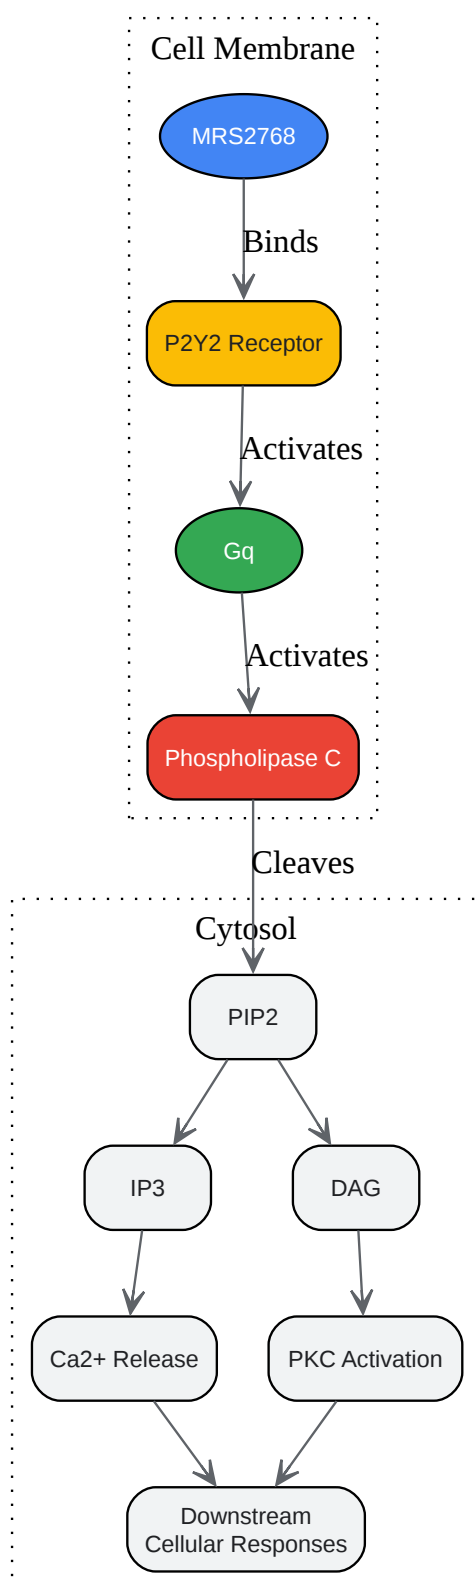 Cell Membrane
MRS2768
Binds
P2Y2 Receptor
Activates
Gq
Activates
Phospholipase C
Cleaves
Cytosol
PIP2
IP3
DAG
Ca2+ Release
PKC Activation
Downstream
Cellular Responses